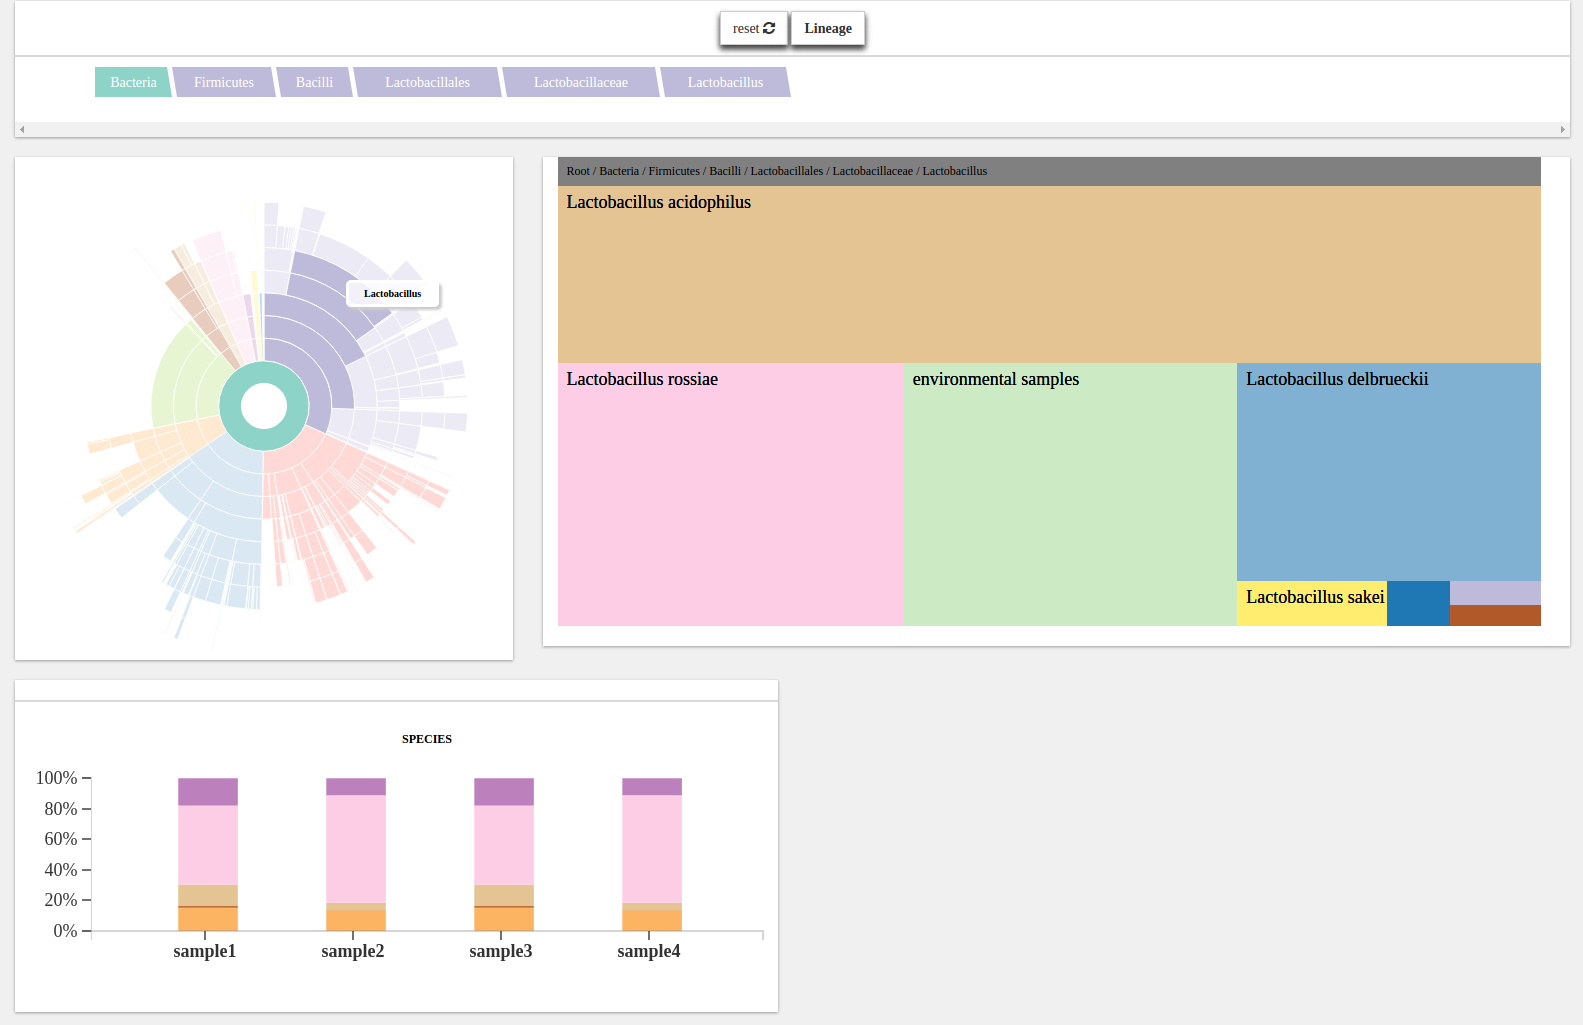 reset Lineage
Bacteria Firmicutes Bacilli Lactobacillales Lactobacillaceae Lactobacillus
Root / Bacteria / Firmicutes / Bacilli / Lactobacillales / Lactobacillaceae / Lactobacillus
Lactobacillus acidophilus
Lactobacillus
Lactobacillus rossiae
environmental samples
Lactobacillus delbrueckii
Lactobacillus sakei
SPECIES
100%
80%
60%
40%
20%
0%
sample1 sample2 sample3 sample4